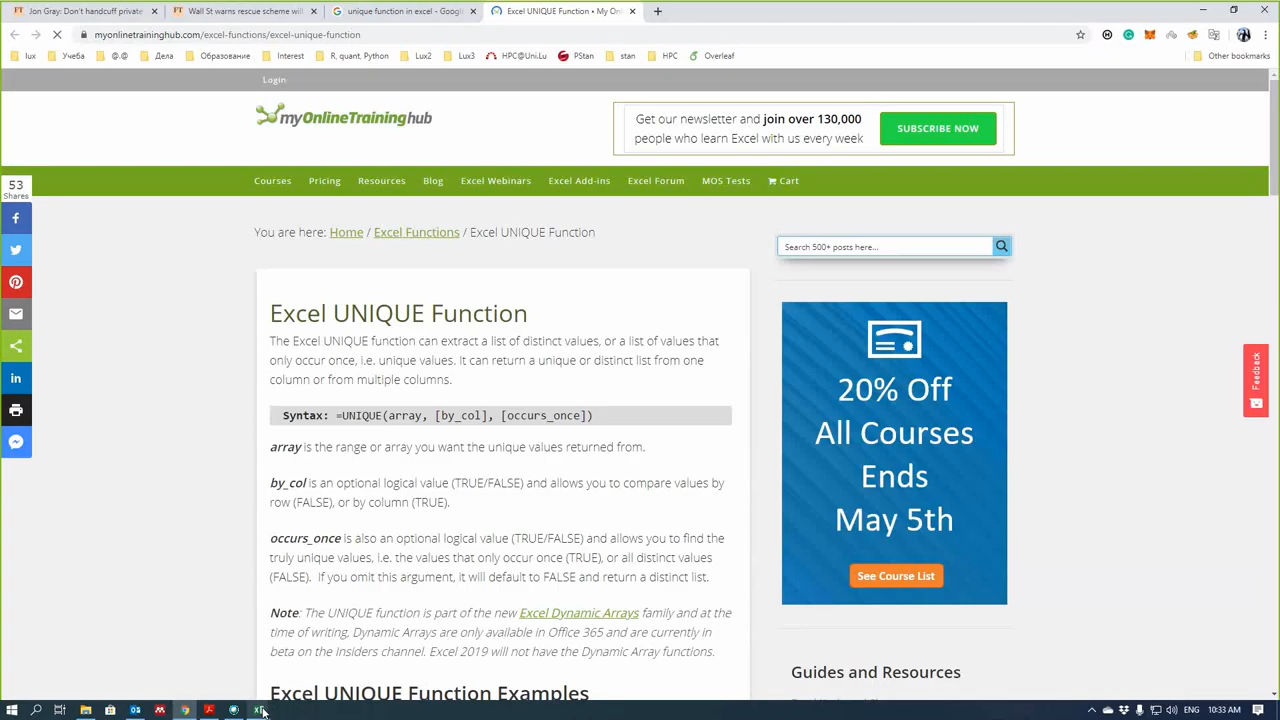 Jon Gray: Don't handcuff private
Wall St warns rescue scheme will
unique function in excel - Google
Excel UNIQUE Function • My On
myonlinetraininghub.com/excel-functions/excel-unique-function
lux
Учеба
@.@
Дела
Образование
Interest
R, quant, Python
Lux2
Lux3
HPC@Uni.Lu
PStan
stan
HPC
Overleaf
Other bookmarks
Login
myOnlineTraininghub
Get our newsletter and join over 130,000
people who learn Excel with us every week
SUBSCRIBE NOW
53
Shares
Courses
Pricing
Resources
Blog
Excel Webinars
Excel Add-ins
Excel Forum
MOS Tests
Cart
You are here: Home / Excel Functions / Excel UNIQUE Function
Search 500+ posts here...
Excel UNIQUE Function
The Excel UNIQUE function can extract a list of distinct values, or a list of values that
only occur once, i.e. unique values. It can return a unique or distinct list from one
column or from multiple columns.
Syntax: =UNIQUE(array, [by_col], [occurs_once])
array is the range or array you want the unique values returned from.
by_col is an optional logical value (TRUE/FALSE) and allows you to compare values by
row (FALSE), or by column (TRUE).
occurs_once is also an optional logical value (TRUE/FALSE) and allows you to find the
truly unique values, i.e. the values that only occur once (TRUE), or all distinct values
(FALSE). If you omit this argument, it will default to FALSE and return a distinct list.
Note: The UNIQUE function is part of the new Excel Dynamic Arrays family and at the
time of writing, Dynamic Arrays are only available in Office 365 and are currently in
beta on the Insiders channel. Excel 2019 will not have the Dynamic Array functions.
Excel UNIQUE Function Examples
20% Off
All Courses
Ends
May 5th
See Course List
Feedback
Guides and Resources
ENG
10:33 AM